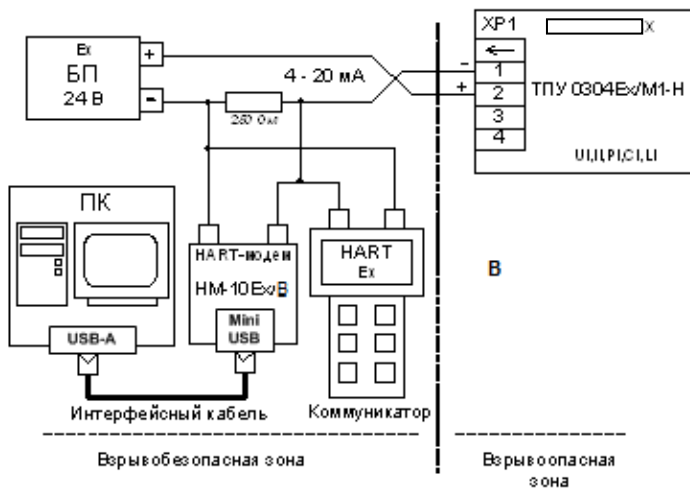 Ex
БП
24 В
+
–
4 - 20 мА
250 Ом
XP1
X
1
2
3
4
–
+
ТПУ 0304Ex/М1-Н
Ui,Ii,Pi,Ci,Li
ПК
USB-A
HART-модем
НМ-10Ex/В
Mini
USB
HART
Ex
В
Интерфейсный кабель
Коммуникатор
Взрывобезопасная зона
Взрывоопасная
зона